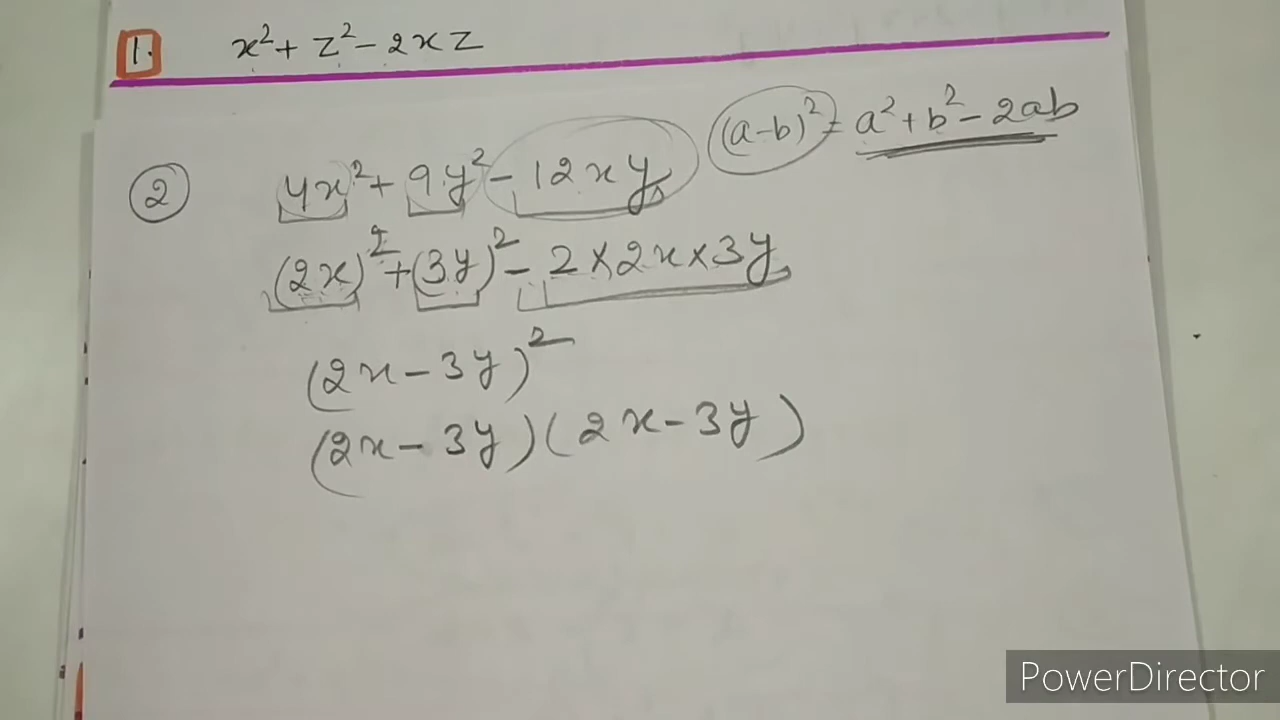 1. x² + z² - 2xz
(a-b)² = a² + b² - 2ab
② 4x² + 9y² - 12xy
(2x)² + (3y)² - 2×2x×3y
(2x - 3y)²
(2x - 3y)(2x - 3y)
PowerDirector